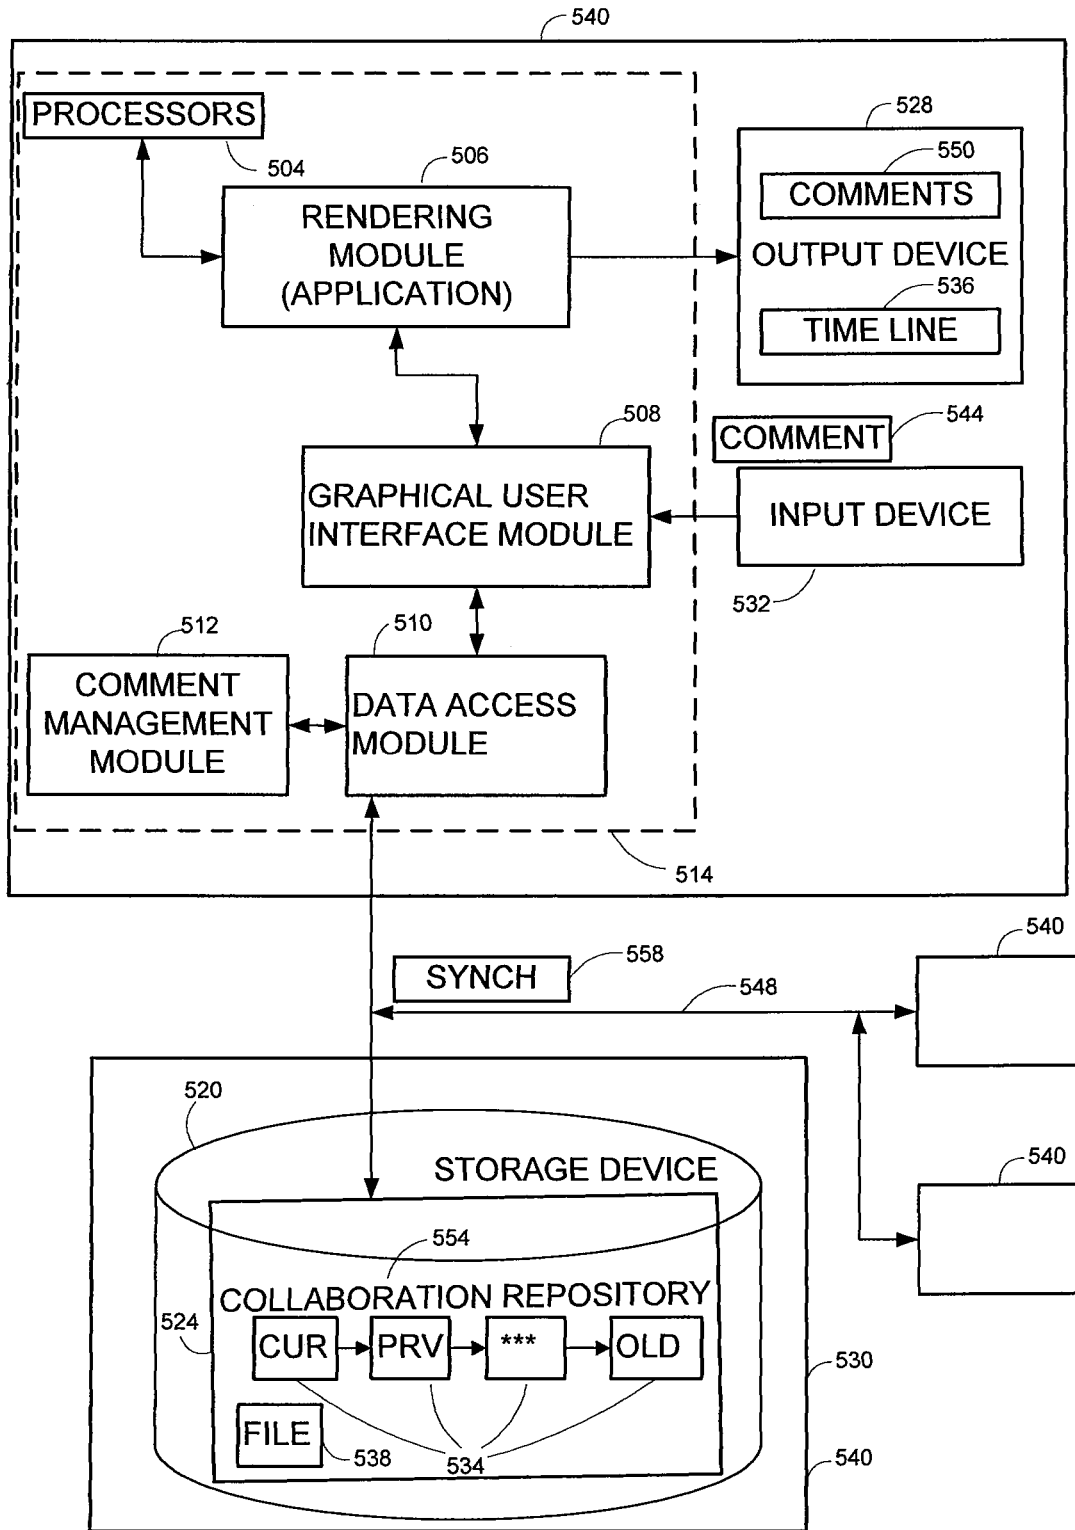 540
PROCESSORS
504
506
RENDERING
MODULE
(APPLICATION)
528
550
COMMENTS
OUTPUT DEVICE
536
TIME LINE
508
544
COMMENT
GRAPHICAL USER
INTERFACE MODULE
INPUT DEVICE
532
512
510
COMMENT
MANAGEMENT
MODULE
DATA ACCESS
MODULE
514
SYNCH
558
548
540
520
STORAGE DEVICE
540
554
COLLABORATION REPOSITORY
524
CUR
PRV
***
OLD
530
FILE
538
534
540